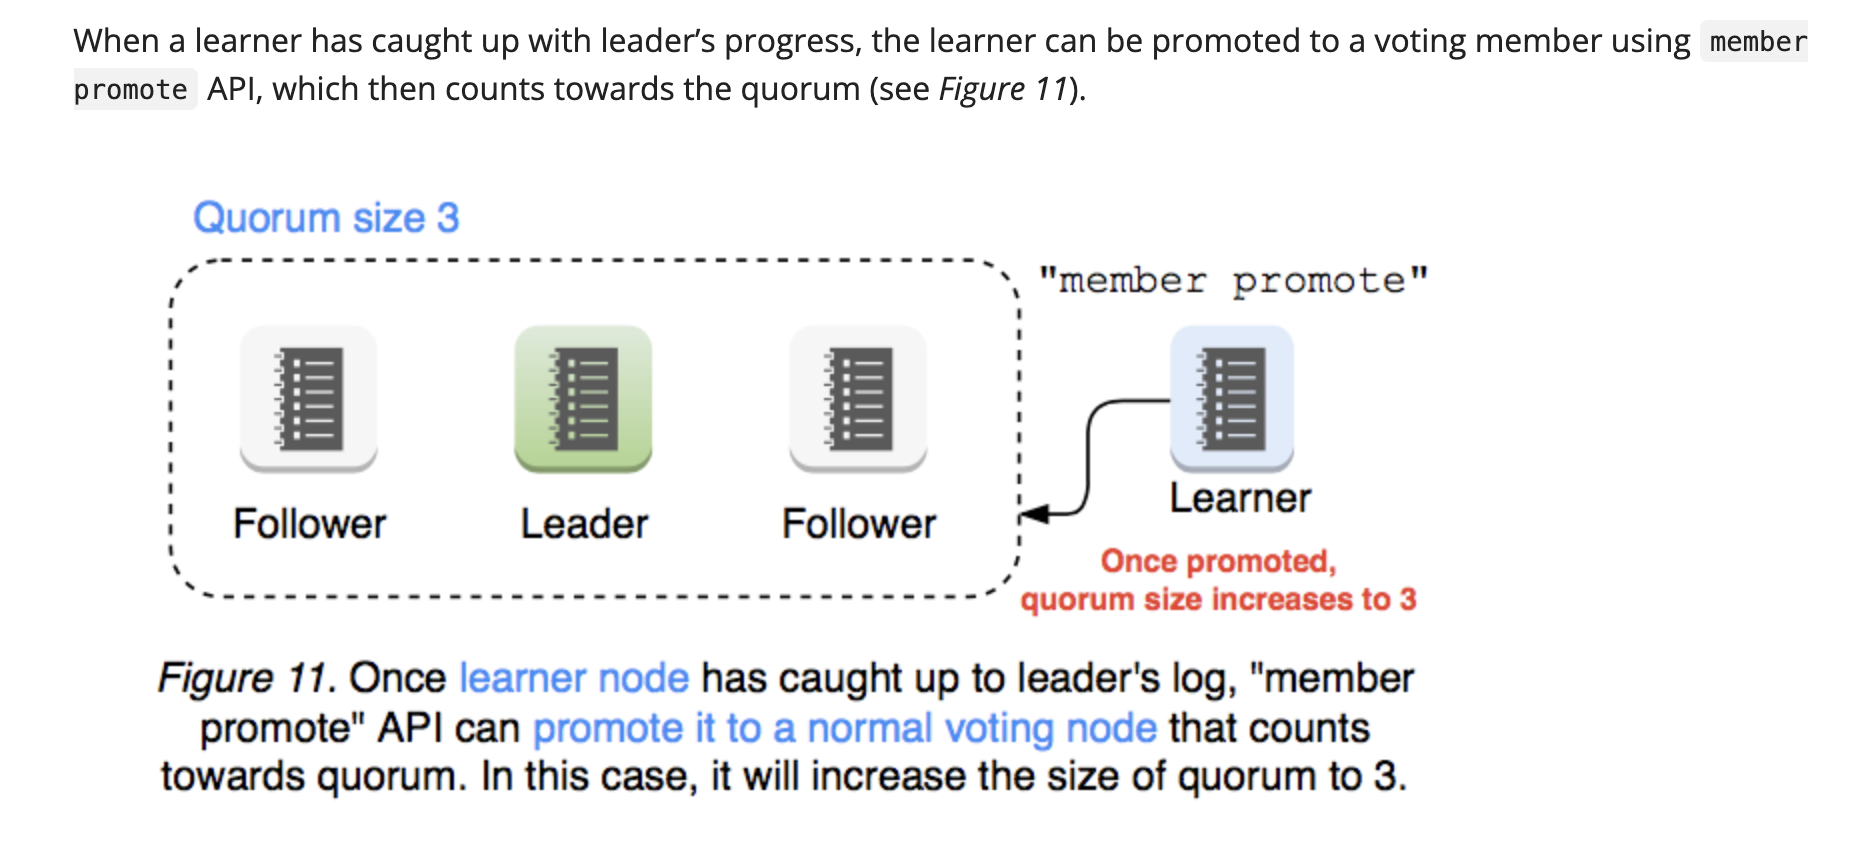 When a learner has caught up with leader’s progress, the learner can be promoted to a voting member using member
promote API, which then counts towards the quorum (see Figure 11).
Quorum size 3
"member promote"
Follower Leader Follower Learner
Once promoted,
quorum size increases to 3
Figure 11. Once learner node has caught up to leader's log, "member
promote" API can promote it to a normal voting node that counts
towards quorum. In this case, it will increase the size of quorum to 3.